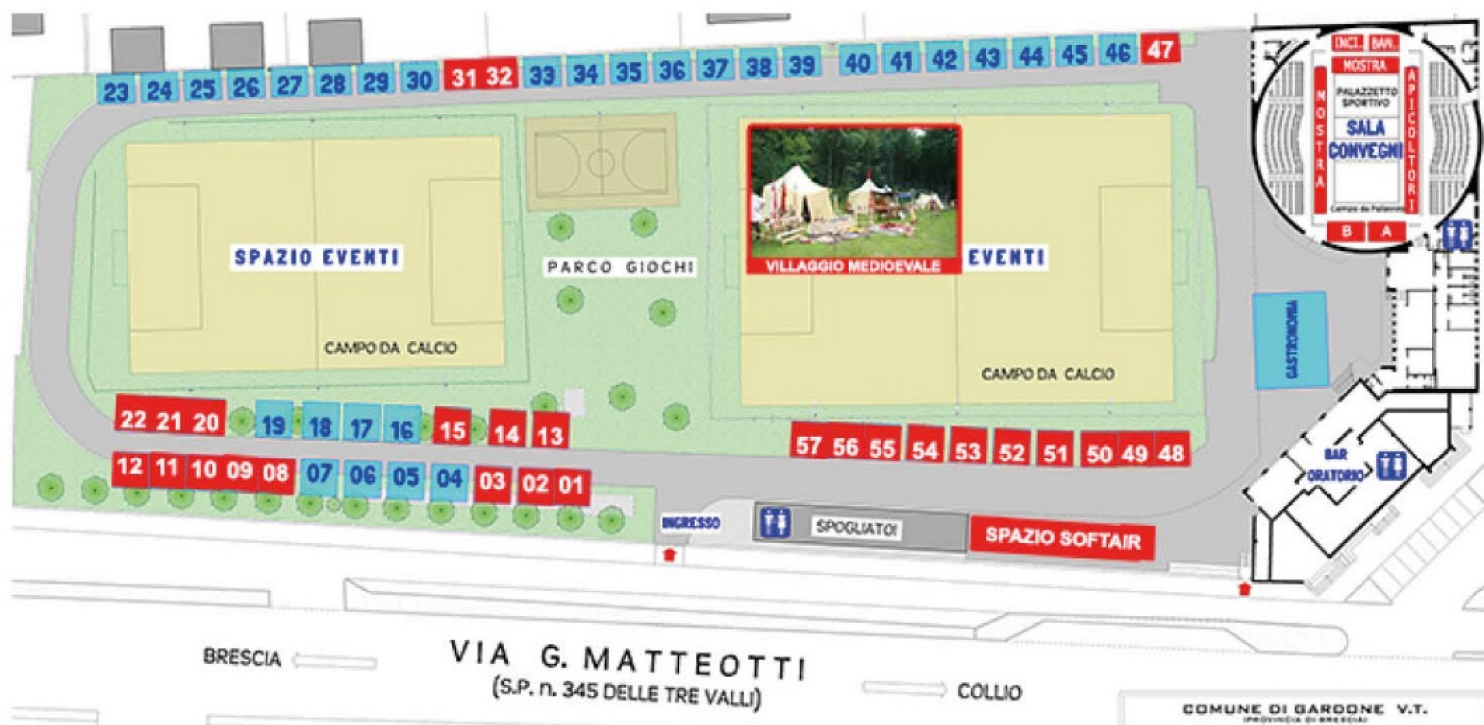 23 24 25 26 27 28 29 30 31 32 33 34 35 36 37 38 39 40 41 42 43 44 45 46 47
INCI. BAN.
MOSTRA
MOSTRA
PALAZZETTO
SPORTIVO
SALA
CONVEGNI
APICOLTORI
B A
SPAZIO EVENTI
PARCO GIOCHI
VILLAGGIO MEDIOEVALE
EVENTI
GASTRONOMIA
CAMPO DA CALCIO
CAMPO DA CALCIO
22 21 20 19 18 17 16 15 14 13
57 56 55 54 53 52 51 50 49 48
12 11 10 09 08 07 06 05 04 03 02 01
BAR
ORATORIO
INGRESSO
SPOGLIATOI
SPAZIO SOFTAIR
VIA G. MATTEOTTI
(S.P. n. 345 DELLE TRE VALLI)
BRESCIA
COLLIO
COMUNE DI GARDONE V.T.
(PROVINCIA DI BRESCIA)